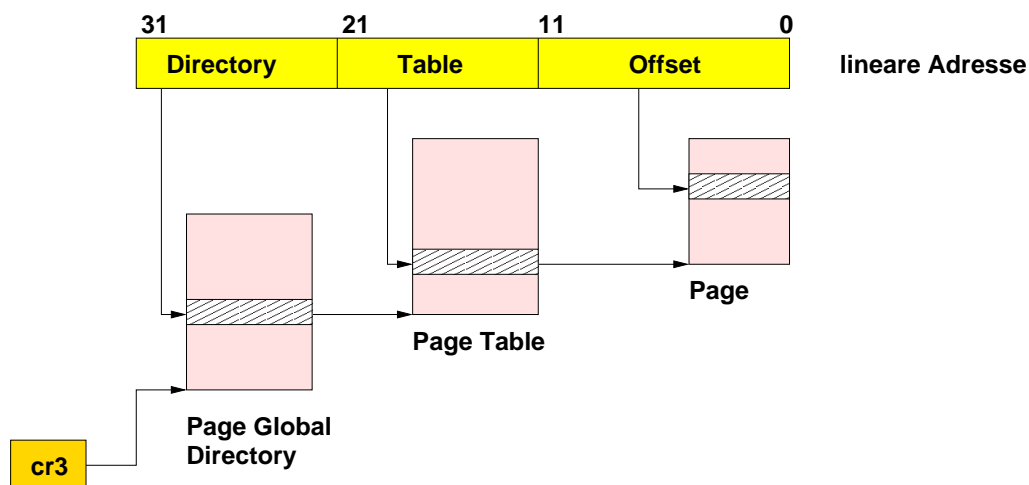 31 21 11 0
Directory Table Offset lineare Adresse
Page
Page Table
Page Global
Directory
cr3